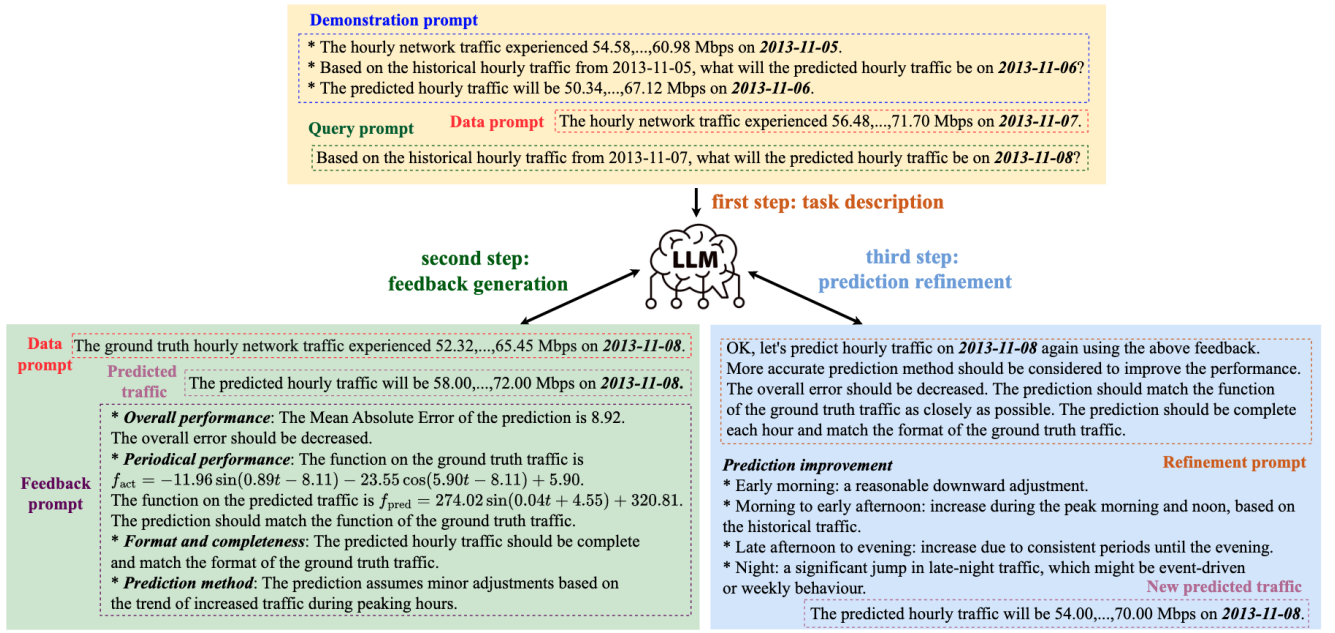 Demonstration prompt
* The hourly network traffic experienced 54.58,...,60.98 Mbps on 2013-11-05.
* Based on the historical hourly traffic from 2013-11-05, what will the predicted hourly traffic be on 2013-11-06?
* The predicted hourly traffic will be 50.34,...,67.12 Mbps on 2013-11-06.
Data prompt
The hourly network traffic experienced 56.48,...,71.70 Mbps on 2013-11-07.
Query prompt
Based on the historical hourly traffic from 2013-11-07, what will the predicted hourly traffic be on 2013-11-08?
first step: task description
LLM
second step:
feedback generation
third step:
prediction refinement
Data
prompt
The ground truth hourly network traffic experienced 52.32,...,65.45 Mbps on 2013-11-08.
Predicted
traffic
The predicted hourly traffic will be 58.00,...,72.00 Mbps on 2013-11-08.
Feedback
prompt
* Overall performance: The Mean Absolute Error of the prediction is 8.92.
The overall error should be decreased.
* Periodical performance: The function on the ground truth traffic is
f_act = −11.96 sin(0.89t − 8.11) − 23.55 cos(5.90t − 8.11) + 5.90.
The function on the predicted traffic is f_pred = 274.02 sin(0.04t + 4.55) + 320.81.
The prediction should match the function of the ground truth traffic.
* Format and completeness: The predicted hourly traffic should be complete
and match the format of the ground truth traffic.
* Prediction method: The prediction assumes minor adjustments based on
the trend of increased traffic during peaking hours.
OK, let's predict hourly traffic on 2013-11-08 again using the above feedback.
More accurate prediction method should be considered to improve the performance.
The overall error should be decreased. The prediction should match the function
of the ground truth traffic as closely as possible. The prediction should be complete
each hour and match the format of the ground truth traffic.
Refinement prompt
Prediction improvement
* Early morning: a reasonable downward adjustment.
* Morning to early afternoon: increase during the peak morning and noon, based on
the historical traffic.
* Late afternoon to evening: increase due to consistent periods until the evening.
* Night: a significant jump in late-night traffic, which might be event-driven
or weekly behaviour.
New predicted traffic
The predicted hourly traffic will be 54.00,...,70.00 Mbps on 2013-11-08.